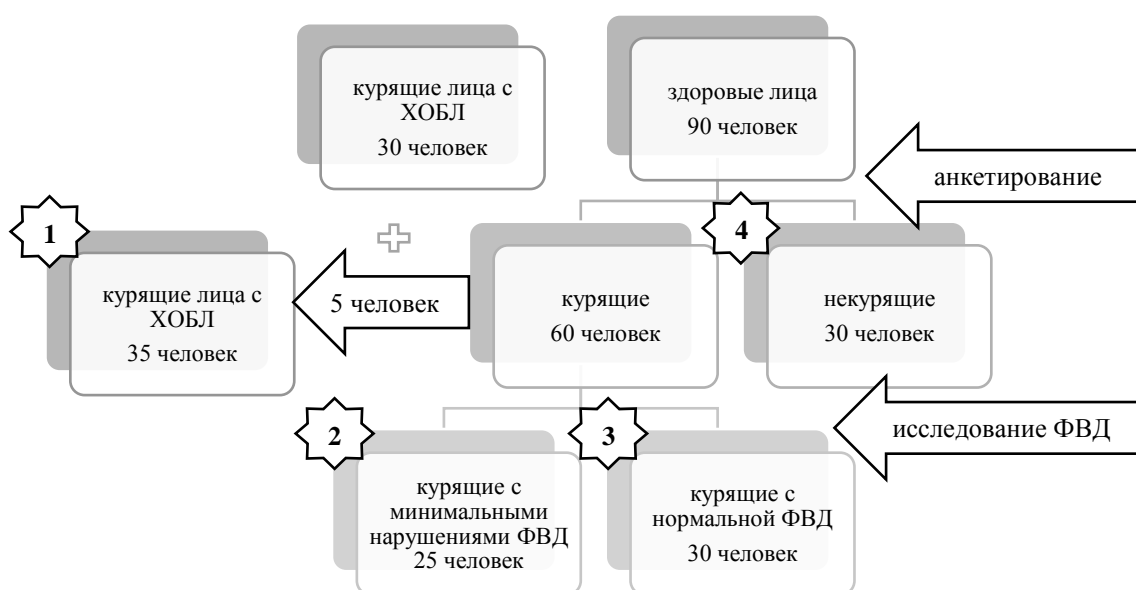 курящие лица с
ХОБЛ
30 человек
здоровые лица
90 человек
анкетирование
1
4
курящие лица с
ХОБЛ
35 человек
5 человек
курящие
60 человек
некурящие
30 человек
исследование ФВД
2
3
курящие с
минимальными
нарушениями ФВД
25 человек
курящие с
нормальной ФВД
30 человек